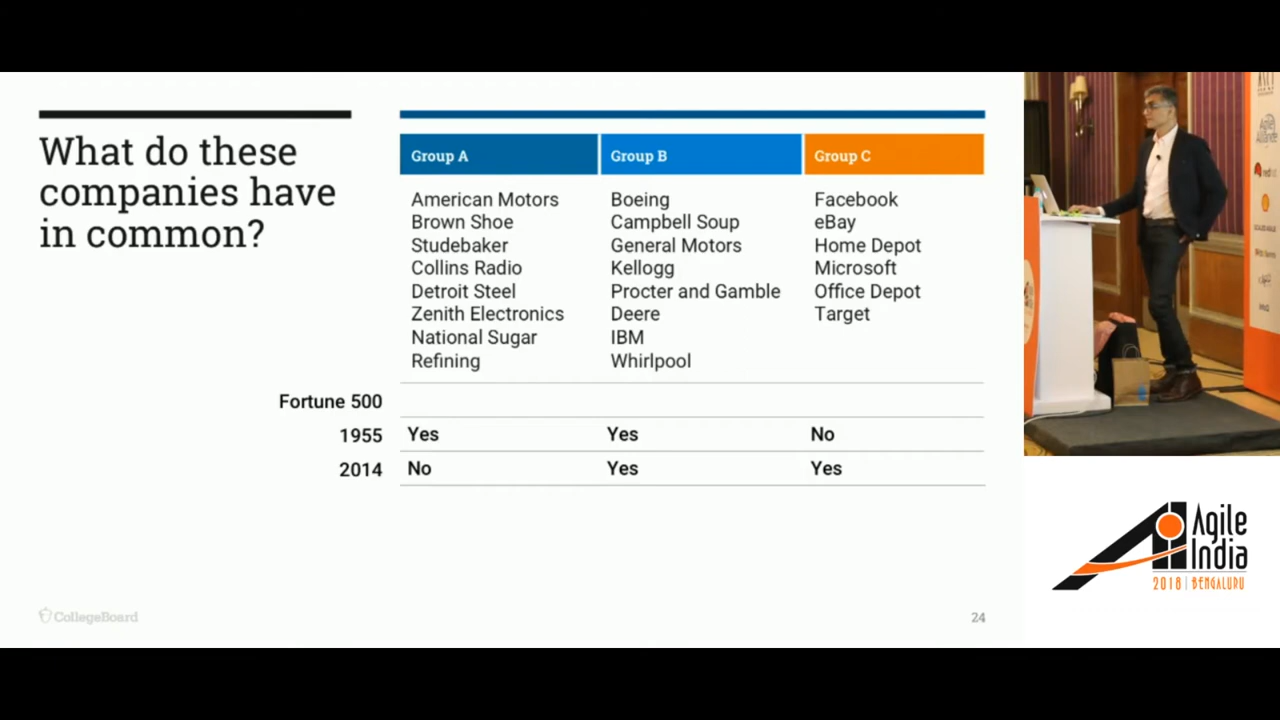 What do these
companies have
in common?
Group A
American Motors
Brown Shoe
Studebaker
Collins Radio
Detroit Steel
Zenith Electronics
National Sugar
Refining
Group B
Boeing
Campbell Soup
General Motors
Kellogg
Procter and Gamble
Deere
IBM
Whirlpool
Group C
Facebook
eBay
Home Depot
Microsoft
Office Depot
Target
Fortune 500
1955 Yes Yes No
2014 No Yes Yes
CollegeBoard
24
Agile
India
2018 | BENGALURU